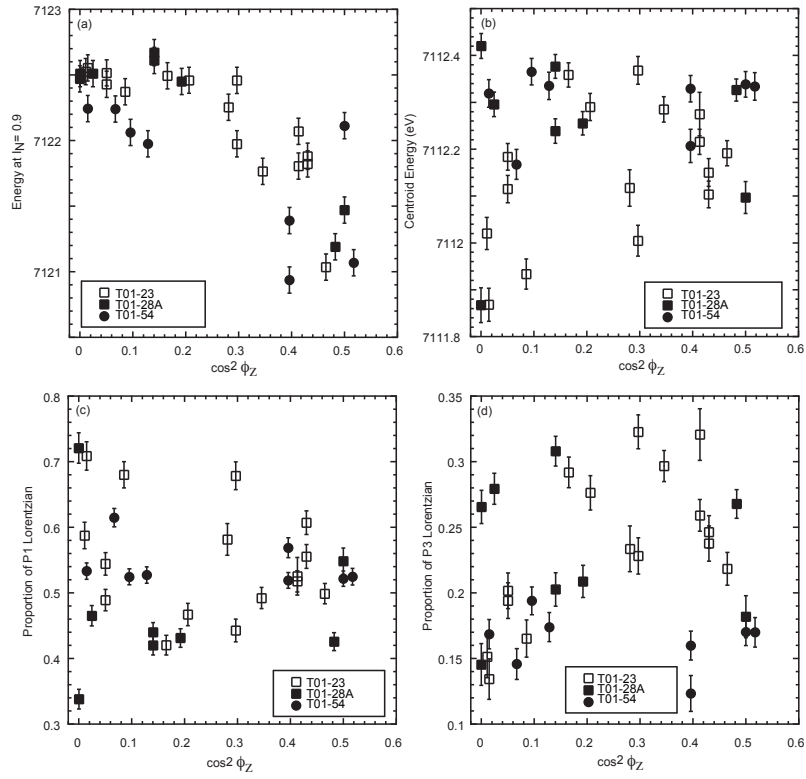 (a)
7123
7122
7121
Energy at I_N= 0.9
T01-23
T01-28A
T01-54
0 0.1 0.2 0.3 0.4 0.5 0.6
cos2 ϕ_Z
(b)
7112.4
7112.2
7112
7111.8
Centroid Energy (eV)
T01-23
T01-28A
T01-54
0 0.1 0.2 0.3 0.4 0.5 0.6
cos2 ϕ_Z
(c)
0.8
0.7
0.6
0.5
0.4
0.3
Proportion of P1 Lorentzian
T01-23
T01-28A
T01-54
0 0.1 0.2 0.3 0.4 0.5 0.6
cos2 ϕ_Z
(d)
0.35
0.3
0.25
0.2
0.15
0.1
Proportion of P3 Lorentzian
T01-23
T01-28A
T01-54
0 0.1 0.2 0.3 0.4 0.5 0.6
cos2 ϕ_Z